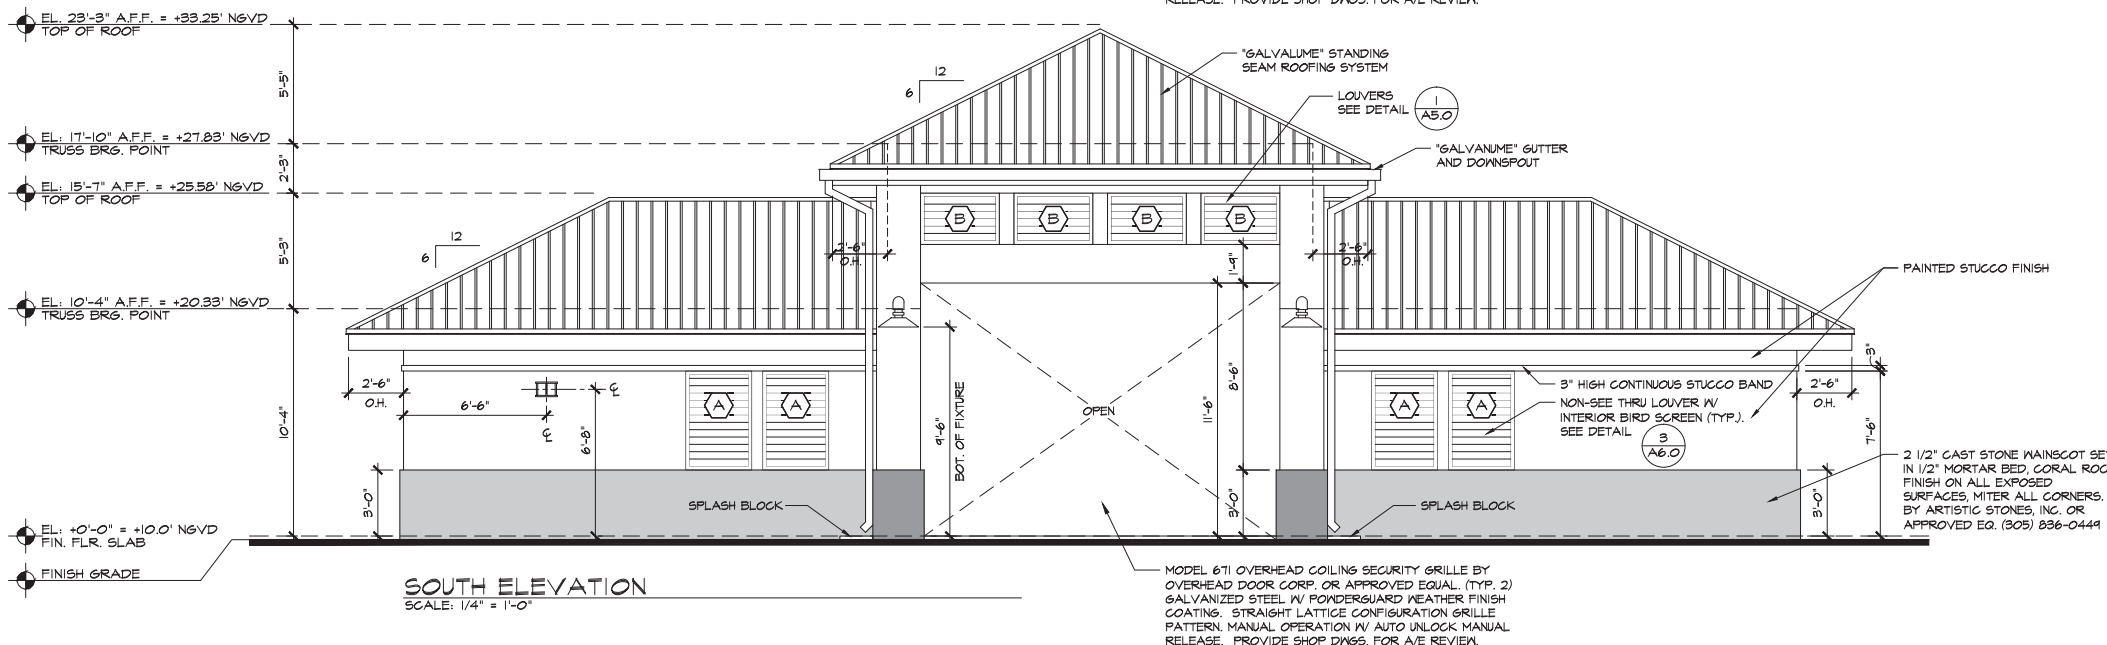 RELEASE. PROVIDE SHOP DWGS. FOR A/E REVIEW.
EL. 23'-3" A.F.F. = +33.25' NGVD
TOP OF ROOF
5'-5"
12
6
"GALVALUME" STANDING
SEAM ROOFING SYSTEM
LOUVERS
SEE DETAIL
1
A5.0
EL: 17'-10" A.F.F. = +27.83' NGVD
TRUSS BRG. POINT
2'-3"
"GALVANUME" GUTTER
AND DOWNSPOUT
EL: 15'-7" A.F.F. = +25.58' NGVD
TOP OF ROOF
B
B
B
B
5'-3"
12
6
2'-6"
O.H.
2'-6"
O.H.
1'-9"
PAINTED STUCCO FINISH
EL: 10'-4" A.F.F. = +20.33' NGVD
TRUSS BRG. POINT
10'-4"
2'-6"
O.H.
6'-6"
℄
℄
6'-8"
A
A
9'-6"
BOT. OF FIXTURE
OPEN
11'-6"
8'-6"
A
A
3" HIGH CONTINUOUS STUCCO BAND
NON-SEE THRU LOUVER W/
INTERIOR BIRD SCREEN (TYP.).
SEE DETAIL
3
A6.0
2'-6"
O.H.
3"
7'-6"
3'-0"
3'-0"
3'-0"
SPLASH BLOCK
SPLASH BLOCK
2 1/2" CAST STONE WAINSCOT SET
IN 1/2" MORTAR BED, CORAL ROC
FINISH ON ALL EXPOSED
SURFACES, MITER ALL CORNERS.
BY ARTISTIC STONES, INC. OR
APPROVED EQ. (305) 836-0449
EL: +0'-0" = +10.0' NGVD
FIN. FLR. SLAB
FINISH GRADE
SOUTH ELEVATION
SCALE: 1/4" = 1'-0"
MODEL 671 OVERHEAD COILING SECURITY GRILLE BY
OVERHEAD DOOR CORP. OR APPROVED EQUAL. (TYP. 2)
GALVANIZED STEEL W/ POWDERGUARD WEATHER FINISH
COATING. STRAIGHT LATTICE CONFIGURATION GRILLE
PATTERN. MANUAL OPERATION W/ AUTO UNLOCK MANUAL
RELEASE. PROVIDE SHOP DWGS. FOR A/E REVIEW.